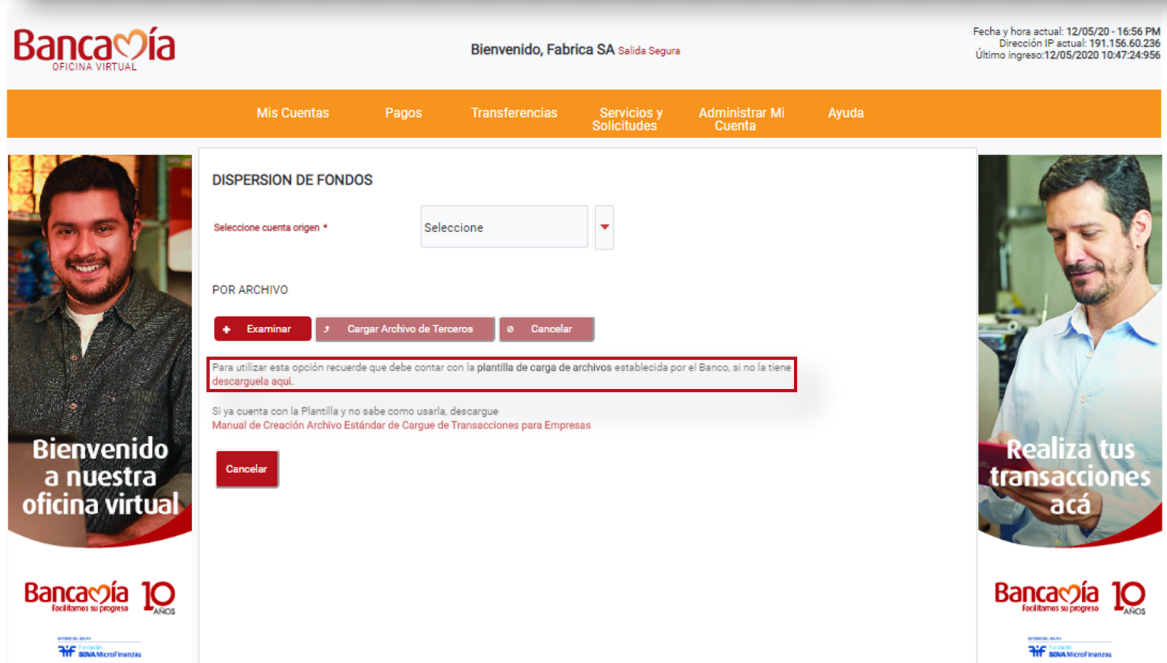 Bancamía
OFICINA VIRTUAL
Bienvenido, Fabrica SA Salida Segura
Fecha y hora actual: 12/05/20 - 16:56 PM
Dirección IP actual: 191.156.60.236
Último ingreso:12/05/2020 10:47:24:956
Mis Cuentas
Pagos
Transferencias
Servicios y
Solicitudes
Administrar Mi
Cuenta
Ayuda
DISPERSION DE FONDOS
Seleccione cuenta origen *
Seleccione
POR ARCHIVO
Examinar
Cargar Archivo de Terceros
Cancelar
Para utilizar esta opción recuerde que debe contar con la plantilla de carga de archivos establecida por el Banco, si no la tiene
descarguela aqui.
Si ya cuenta con la Plantilla y no sabe como usarla, descargue
Manual de Creación Archivo Estándar de Cargue de Transacciones para Empresas
Cancelar
Bienvenido
a nuestra
oficina virtual
Bancamía 10
Facilitamos su progreso AÑOS
Fundación
BBVA MicroFinanzas
Realiza tus
transacciones
acá
Bancamía 10
Facilitamos su progreso AÑOS
Fundación
BBVA MicroFinanzas